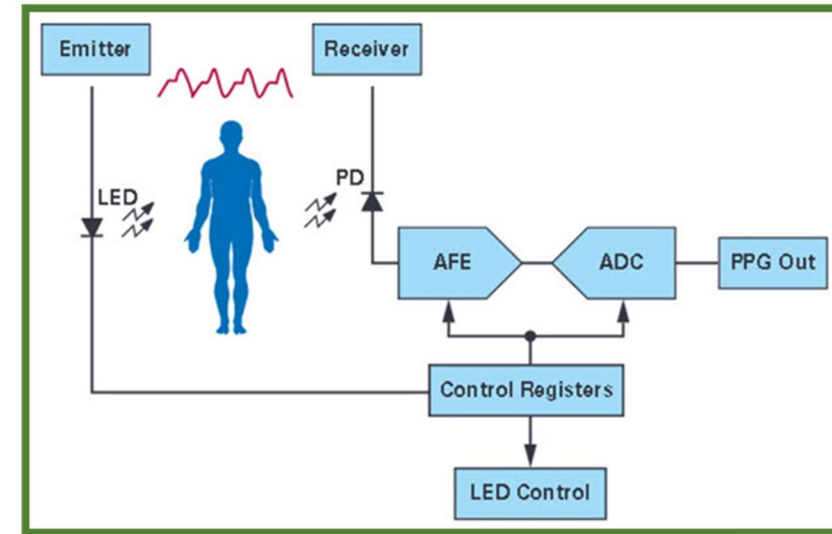 Emitter
Receiver
LED
PD
AFE
ADC
PPG Out
Control Registers
LED Control